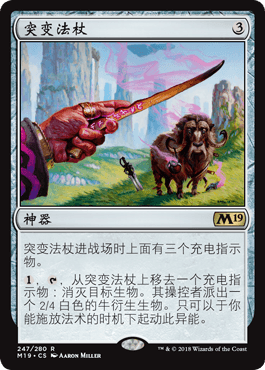 突变法杖 3
M19
神器
突变法杖进战场时上面有三个充电指示
物。
1,T,从突变法杖上移去一个充电指
示物:消灭目标生物。其操控者派出一
个2/4白色的牛衍生生物。只可以于你
能施放法术的时机下起动此异能。
247/280 R
M19 • CS AARON MILLER
™ & © 2018 Wizards of the Coast